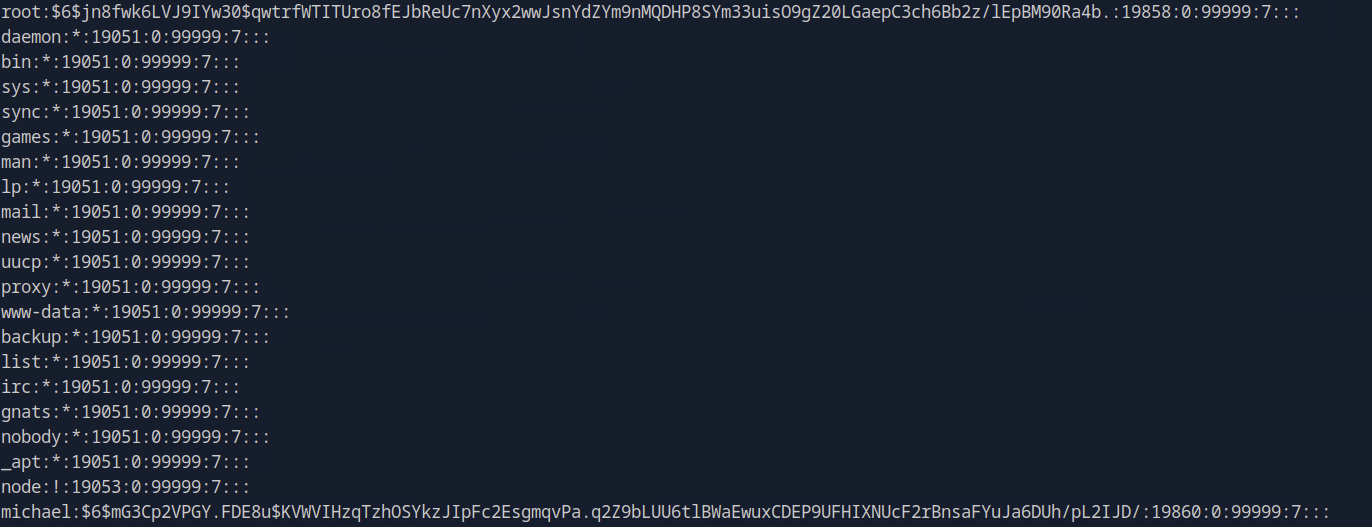 root:$6$jn8fwk6LVJ9IYw30$qwtrfWTITUro8fEJbReUc7nXyx2wwJsnYdZYm9nMQDHP8SYm33uisO9gZ20LGaepC3ch6Bb2z/lEpBM90Ra4b.:19858:0:99999:7:::
daemon:*:19051:0:99999:7:::
bin:*:19051:0:99999:7:::
sys:*:19051:0:99999:7:::
sync:*:19051:0:99999:7:::
games:*:19051:0:99999:7:::
man:*:19051:0:99999:7:::
lp:*:19051:0:99999:7:::
mail:*:19051:0:99999:7:::
news:*:19051:0:99999:7:::
uucp:*:19051:0:99999:7:::
proxy:*:19051:0:99999:7:::
www-data:*:19051:0:99999:7:::
backup:*:19051:0:99999:7:::
list:*:19051:0:99999:7:::
irc:*:19051:0:99999:7:::
gnats:*:19051:0:99999:7:::
nobody:*:19051:0:99999:7:::
_apt:*:19051:0:99999:7:::
node:!:19053:0:99999:7:::
michael:$6$mG3Cp2VPGY.FDE8u$KVWVIHzqTzhOSYkzJIpFc2EsgmqvPa.q2Z9bLUU6tlBWaEwuxCDEP9UFHIXNUcF2rBnsaFYuJa6DUh/pL2IJD/:19860:0:99999:7:::